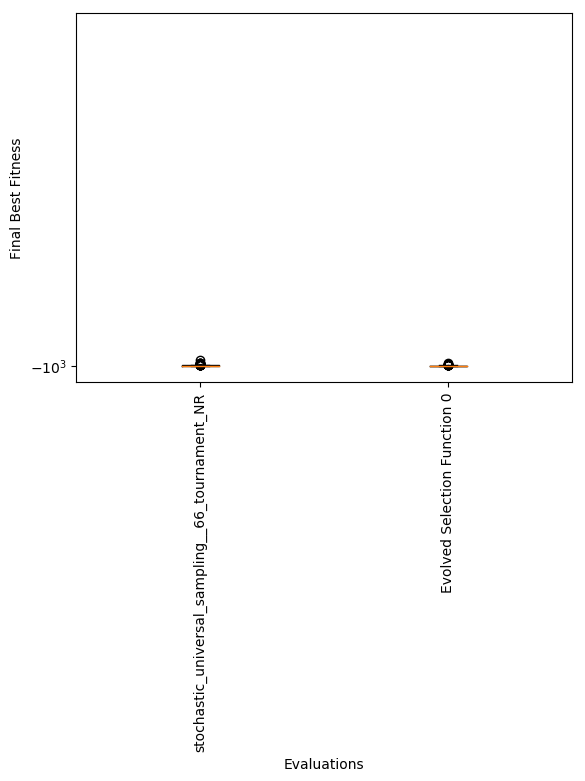 Final Best Fitness
−10³
stochastic_universal_sampling__66_tournament_NR
Evolved Selection Function 0
Evaluations